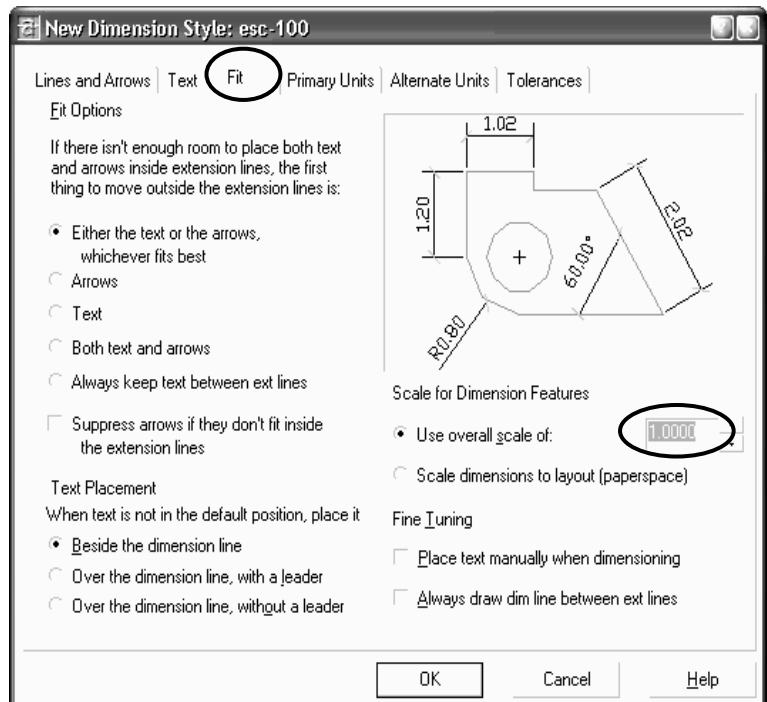 New Dimension Style: esc-100
Lines and Arrows Text Fit Primary Units Alternate Units Tolerances
Fit Options
If there isn't enough room to place both text
and arrows inside extension lines, the first
thing to move outside the extension lines is:
Either the text or the arrows,
whichever fits best
Arrows
Text
Both text and arrows
Always keep text between ext lines
Suppress arrows if they don't fit inside
the extension lines
Text Placement
When text is not in the default position, place it
Beside the dimension line
Over the dimension line, with a leader
Over the dimension line, without a leader
1.02
1.20
2.02
60.00°
R0.80
Scale for Dimension Features
Use overall scale of: 1.0000
Scale dimensions to layout (paperspace)
Fine Tuning
Place text manually when dimensioning
Always draw dim line between ext lines
OK Cancel Help